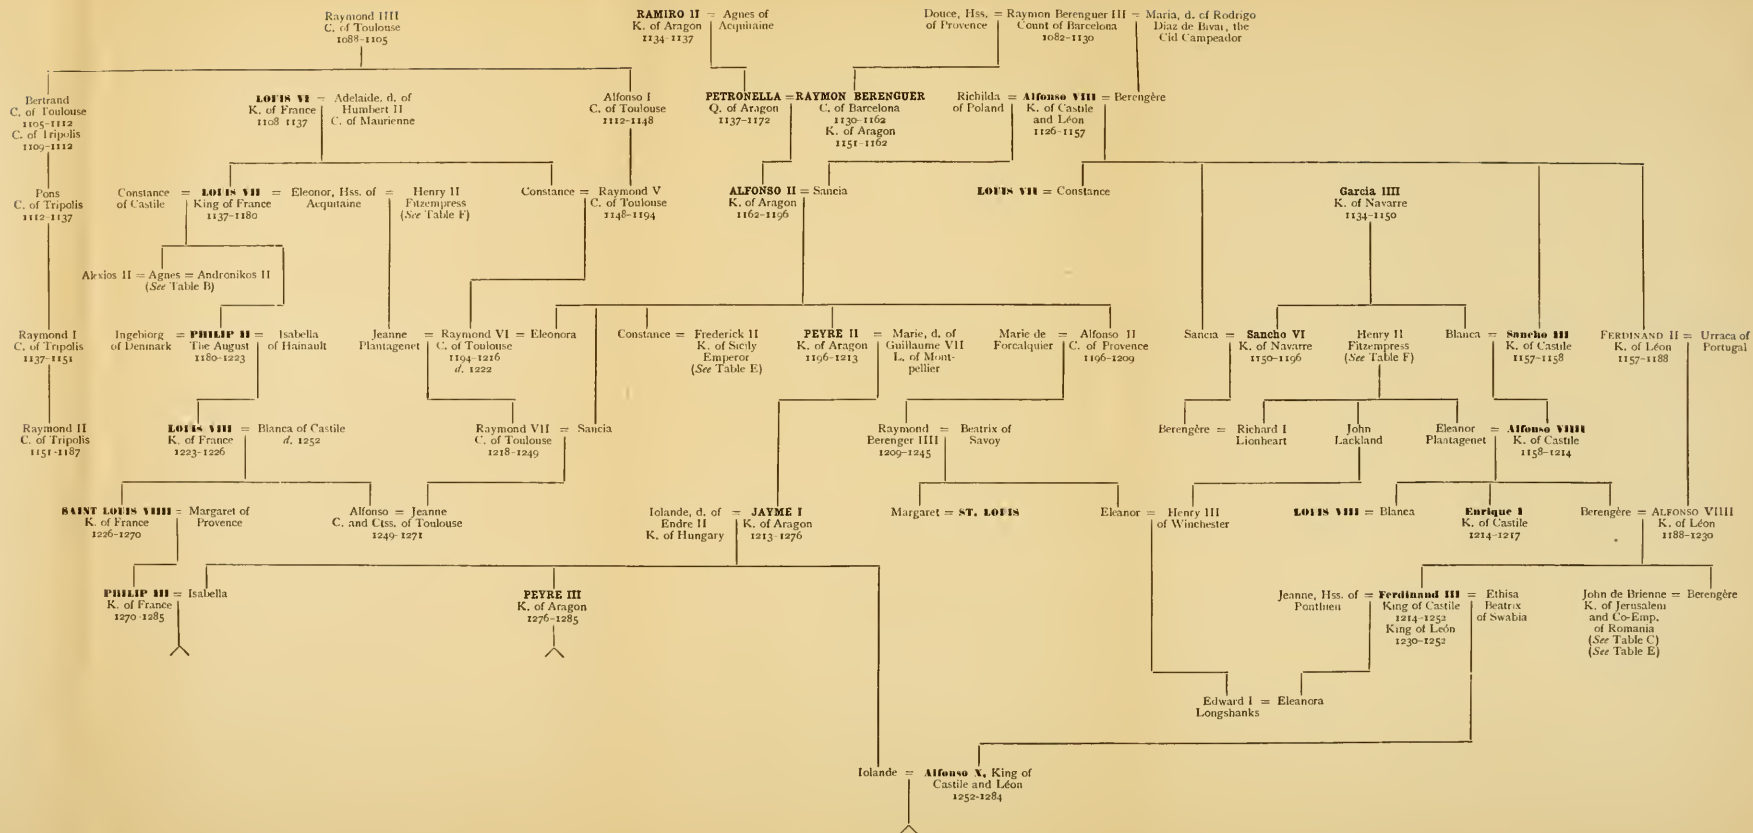 Raymond IIII
C. of Toulouse
1088-1105
RAMIRO II = Agnes of
K. of Aragon Acquitaine
1134-1137
Douce, Hss. = Raymon Berenguer III = Maria, d. of Rodrigo
of Provence Count of Barcelona Diaz de Bivar, the
1082-1130 Cid Campeador
Bertrand
C. of Toulouse
1105-1112
C. of Tripolis
1109-1112
LOUIS VI = Adelaide, d. of
K. of France Humbert II
1108 1137 C. of Maurienne
Alfonso I
C. of Toulouse
1112-1148
PETRONELLA = RAYMON BERENGUER
Q. of Aragon C. of Barcelona
1137-1172 1130-1162
K. of Aragon
1151-1162
Richilda = Alfonso VIII = Berengère
of Poland K. of Castile
and Léon
1126-1157
Pons
C. of Tripolis
1112-1137
Constance = LOUIS VII = Eleonor, Hss. of = Henry II
of Castile King of France Acquitaine Fitzempress
1137-1180 (See Table F)
Constance = Raymond V
C. of Toulouse
1148-1194
ALFONSO II = Sancia
K. of Aragon
1162-1196
LOUIS VII = Constance
Garcia IIII
K. of Navarre
1134-1150
Alexios II = Agnes = Andronikos II
(See Table B)
Raymond I
C. of Tripolis
1137-1151
Ingeborg = PHILIP II = Isabella
of Denmark The August of Hainault
1180-1223
Jeanne = Raymond VI = Eleonora
Plantagenet C. of Toulouse
1194-1216
d. 1222
Constance = Frederick II
K. of Sicily
Emperor
(See Table E)
PEYRE II = Marie, d. of
K. of Aragon Guillaume VII
1196-1213 L. of Mont-
pellier
Marie de = Alfonso II
Forcalquier C. of Provence
1196-1209
Sancia = Sancho VI
K. of Navarre
1150-1196
Henry II
Fitzempress
(See Table F)
Blanca = Sancho III
K. of Castile
1157-1158
FERDINAND II = Urraca of
K. of Léon Portugal
1157-1188
Raymond II
C. of Tripolis
1151-1187
LOUIS VIII = Blanca of Castile
K. of France d. 1252
1223-1226
Raymond VII = Sancia
C. of Toulouse
1218-1249
Raymond = Beatrix of
Berenger IIII Savoy
1209-1245
Berengère = Richard I
Lionheart
John
Lackland
Eleanor = Alfonso VIIII
Plantagenet K. of Castile
1158-1214
SAINT LOUIS VIIII = Margaret of
K. of France Provence
1226-1270
Alfonso = Jeanne
C. and Ctss. of Toulouse
1249-1271
Iolande, d. of = JAYME I
Endre II K. of Aragon
K. of Hungary 1213-1276
Margaret = ST. LOUIS
Eleanor = Henry III
of Winchester
LOUIS VIII = Blanca
Enrique I
K. of Castile
1214-1217
Berengère = ALFONSO VIIII
K. of Léon
1188-1230
PHILIP III = Isabella
K. of France
1270-1285
PEYRE III
K. of Aragon
1276-1285
Jeanne, Hss. of = Ferdinand III = Ethisa
Ponthieu King of Castile Beatrix
1214-1252 of Swabia
King of León
1230-1252
John de Brienne = Berengère
K. of Jerusalem
and Co-Emp.
of Romania
(See Table C)
(See Table E)
Edward I = Eleanora
Longshanks
Iolande = Alfonso X, King of
Castile and Léon
1252-1284